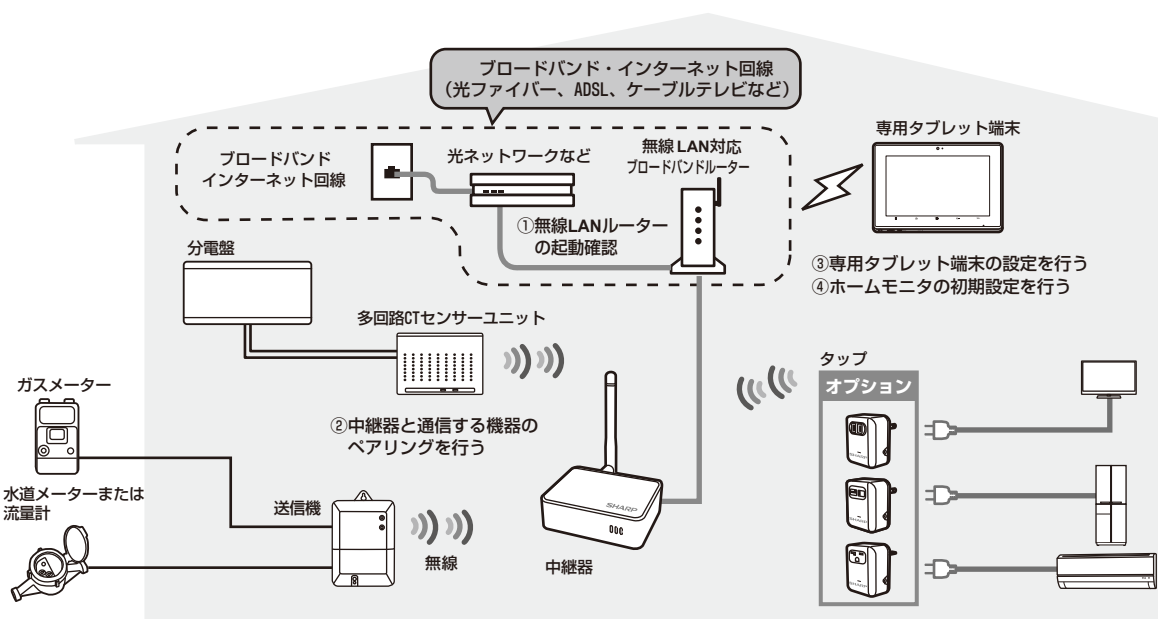 ブロードバンド・インターネット回線
(光ファイバー、ADSL、ケーブルテレビなど)
ブロードバンド
インターネット回線
光ネットワークなど
無線 LAN対応
ブロードバンドルーター
専用タブレット端末
①無線LANルーター
の起動確認
③専用タブレット端末の設定を行う
④ホームモニタの初期設定を行う
分電盤
多回路CTセンサーユニット
②中継器と通信する機器の
ペアリングを行う
ガスメーター
水道メーターまたは
流量計
送信機
無線
SHARP
中継器
タップ
オプション
SHARP
SHARP
SHARP